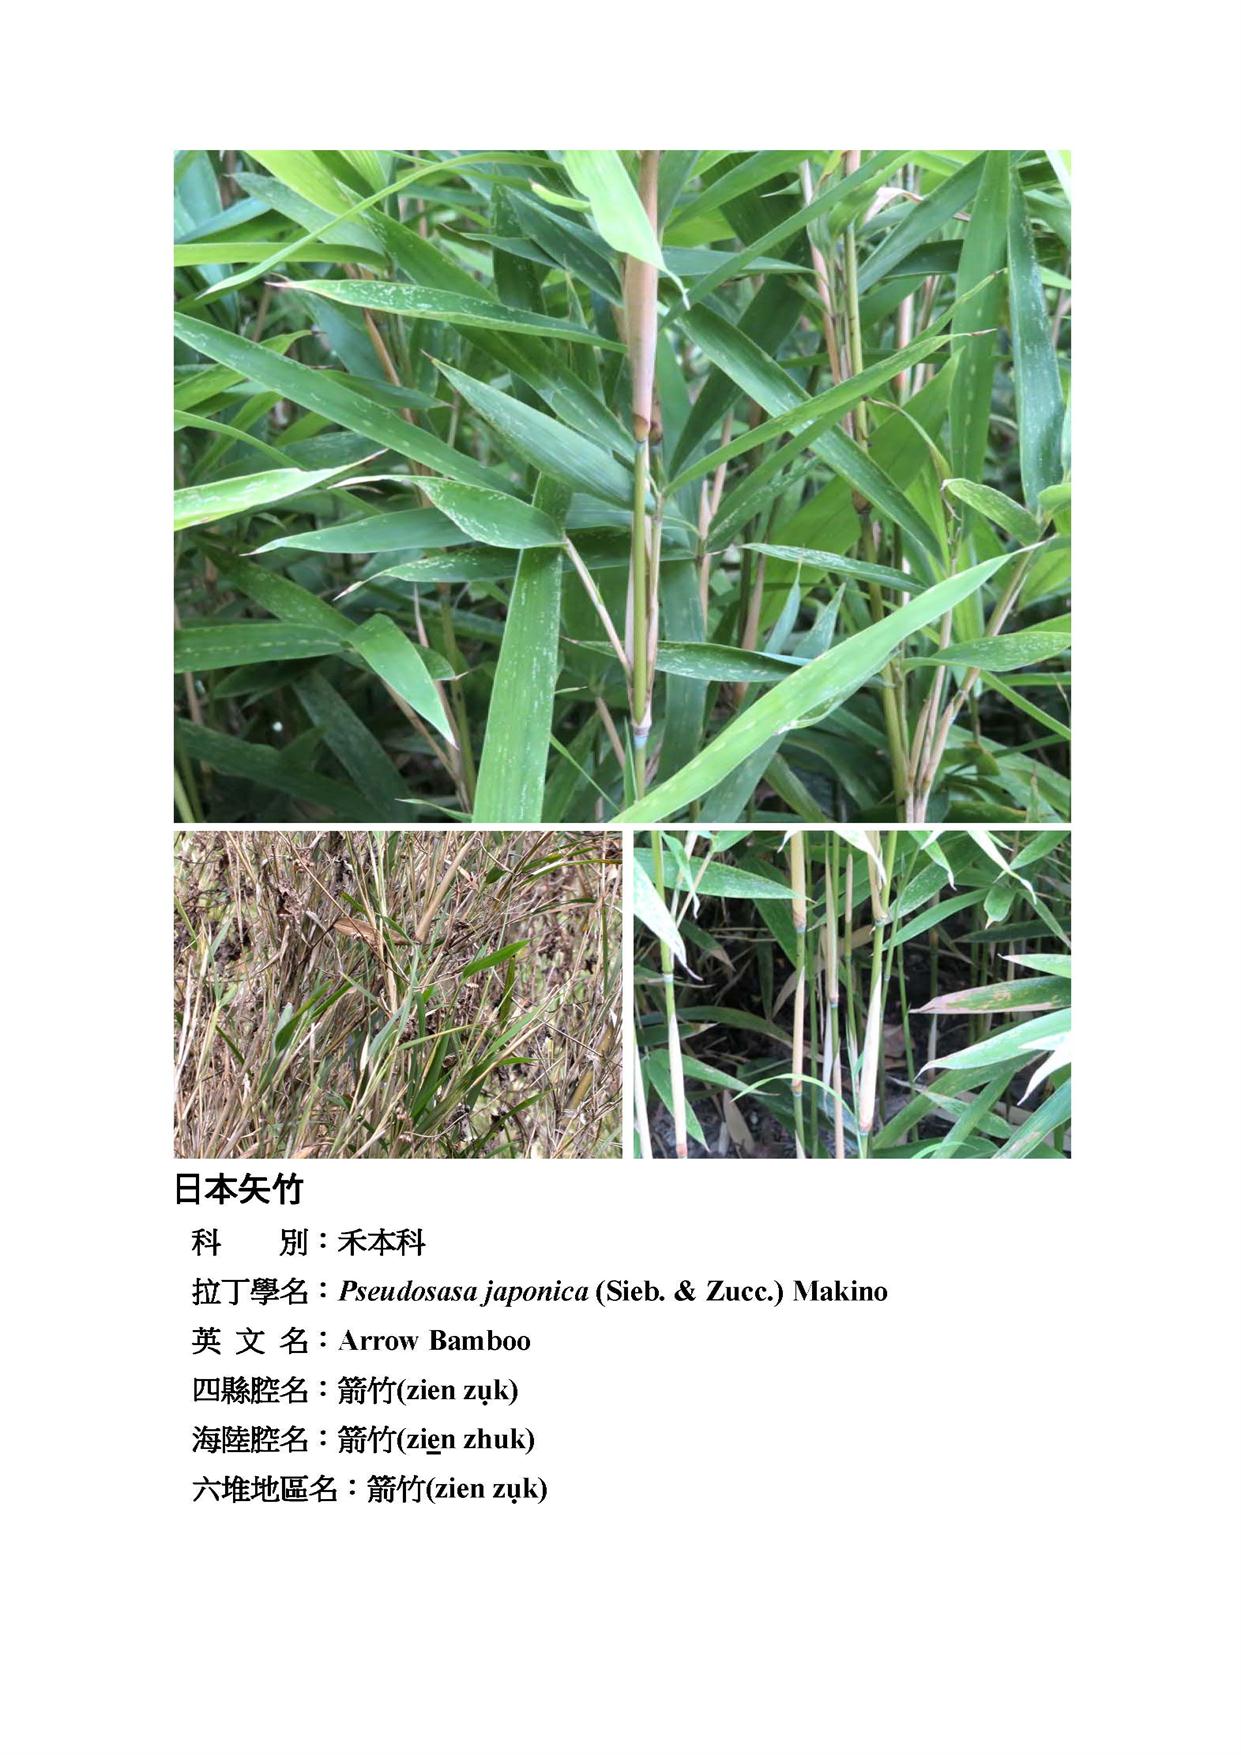 日本矢竹
科　　別：禾本科
拉丁學名：Pseudosasa japonica (Sieb. & Zucc.) Makino
英 文 名：Arrow Bamboo
四縣腔名：箭竹(zien zụk)
海陸腔名：箭竹(zie̲n zhuk)
六堆地區名：箭竹(zien zụk)